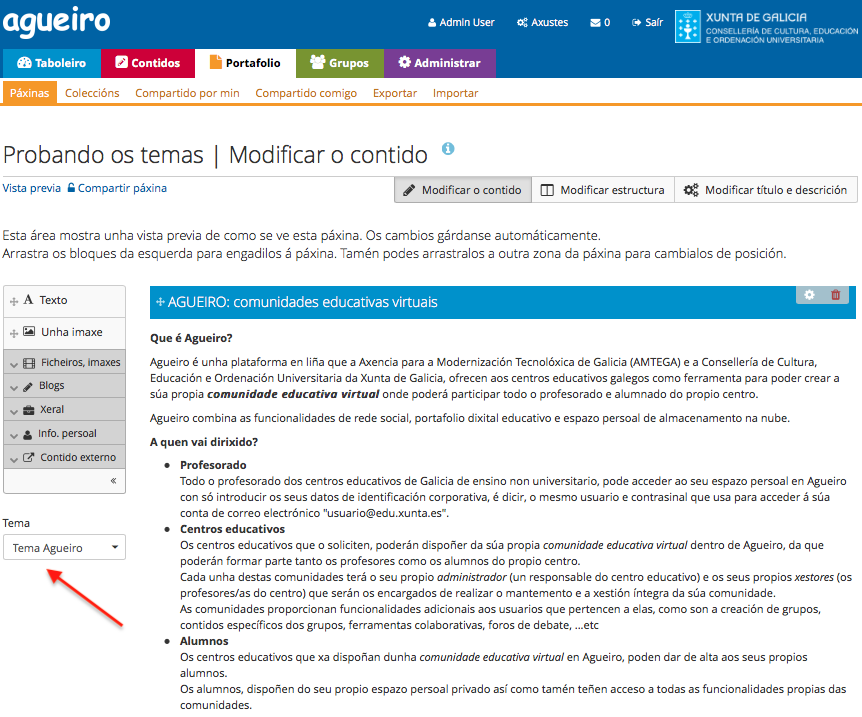 agueiro
Admin User Axustes 0 Saír
XUNTA DE GALICIA
CONSELLERÍA DE CULTURA, EDUCACIÓN
E ORDENACIÓN UNIVERSITARIA
Taboleiro Contidos Portafolio Grupos Administrar
Páxinas Coleccións Compartido por min Compartido comigo Exportar Importar
Probando os temas | Modificar o contido
Vista previa Compartir páxina
Modificar o contido Modificar estructura Modificar título e descrición
Esta área mostra unha vista previa de como se ve esta páxina. Os cambios gárdanse automáticamente.
Arrastra os bloques da esquerda para engadilos á páxina. Tamén podes arrastralos a outra zona da páxina para cambialos de posición.
A Texto
Unha imaxe
Ficheiros, imaxes
Blogs
Xeral
Info. persoal
Contido externo
«
Tema
Tema Agueiro
AGUEIRO: comunidades educativas virtuais
Que é Agueiro?
Agueiro é unha plataforma en liña que a Axencia para a Modernización Tecnolóxica de Galicia (AMTEGA) e a Consellería de Cultura,
Educación e Ordenación Universitaria da Xunta de Galicia, ofrecen aos centros educativos galegos como ferramenta para poder crear a
súa propia comunidade educativa virtual onde poderá participar todo o profesorado e alumnado do propio centro.
Agueiro combina as funcionalidades de rede social, portafolio dixital educativo e espazo persoal de almacenamento na nube.
A quen vai dirixido?
• Profesorado
Todo o profesorado dos centros educativos de Galicia de ensino non universitario, pode acceder ao seu espazo persoal en Agueiro
con só introducir os seus datos de identificación corporativa, é dicir, o mesmo usuario e contrasinal que usa para acceder á súa
conta de correo electrónico "usuario@edu.xunta.es".
• Centros educativos
Os centros educativos que o soliciten, poderán dispoñer da súa propia comunidade educativa virtual dentro de Agueiro, da que
poderán formar parte tanto os profesores como os alumnos do propio centro.
Cada unha destas comunidades terá o seu propio administrador (un responsable do centro educativo) e os seus propios xestores (os
profesores/as do centro) que serán os encargados de realizar o mantemento e a xestión íntegra da súa comunidade.
As comunidades proporcionan funcionalidades adicionais aos usuarios que pertencen a elas, como son a creación de grupos,
contidos específicos dos grupos, ferramentas colaborativas, foros de debate, ...etc
• Alumnos
Os centros educativos que xa dispoñan dunha comunidade educativa virtual en Agueiro, poden dar de alta aos seus propios
alumnos.
Os alumnos, dispoñen do seu propio espazo persoal privado así como tamén teñen acceso a todas as funcionalidades propias das
comunidades.